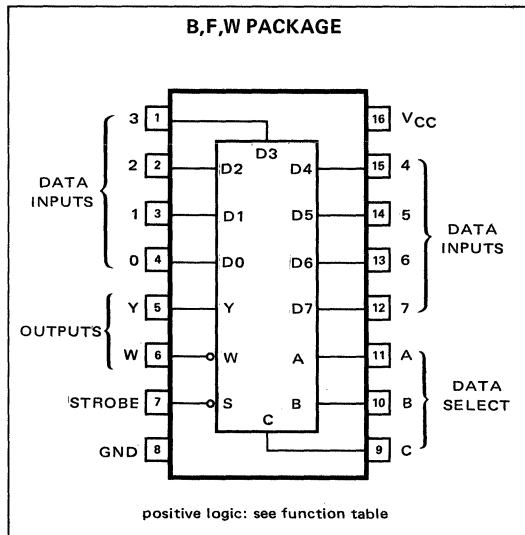 B,F,W PACKAGE
3 1 16 VCC
D3
2 2 D2 D4 15 4
DATA INPUTS
1 3 D1 D5 14 5
DATA INPUTS
0 4 D0 D6 13 6
Y 5 Y D7 12 7
OUTPUTS
W 6 W A 11 A
STROBE 7 S B 10 B
DATA SELECT
C
GND 8 9 C
positive logic: see function table